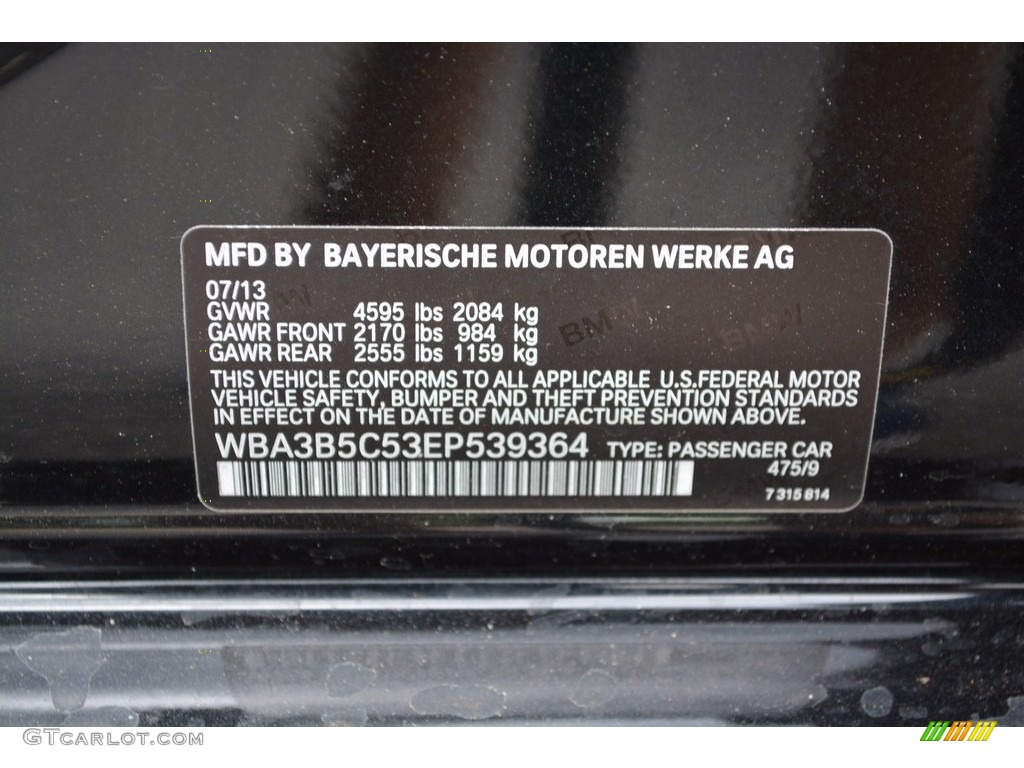 MFD BY BAYERISCHE MOTOREN WERKE AG
07/13
GVWR 4595 lbs 2084 kg
GAWR FRONT 2170 lbs 984 kg
GAWR REAR 2555 lbs 1159 kg
THIS VEHICLE CONFORMS TO ALL APPLICABLE U.S.FEDERAL MOTOR
VEHICLE SAFETY, BUMPER AND THEFT PREVENTION STANDARDS
IN EFFECT ON THE DATE OF MANUFACTURE SHOWN ABOVE.
WBA3B5C53EP539364 TYPE: PASSENGER CAR
475/9
7 315 814
GTCarLot.com